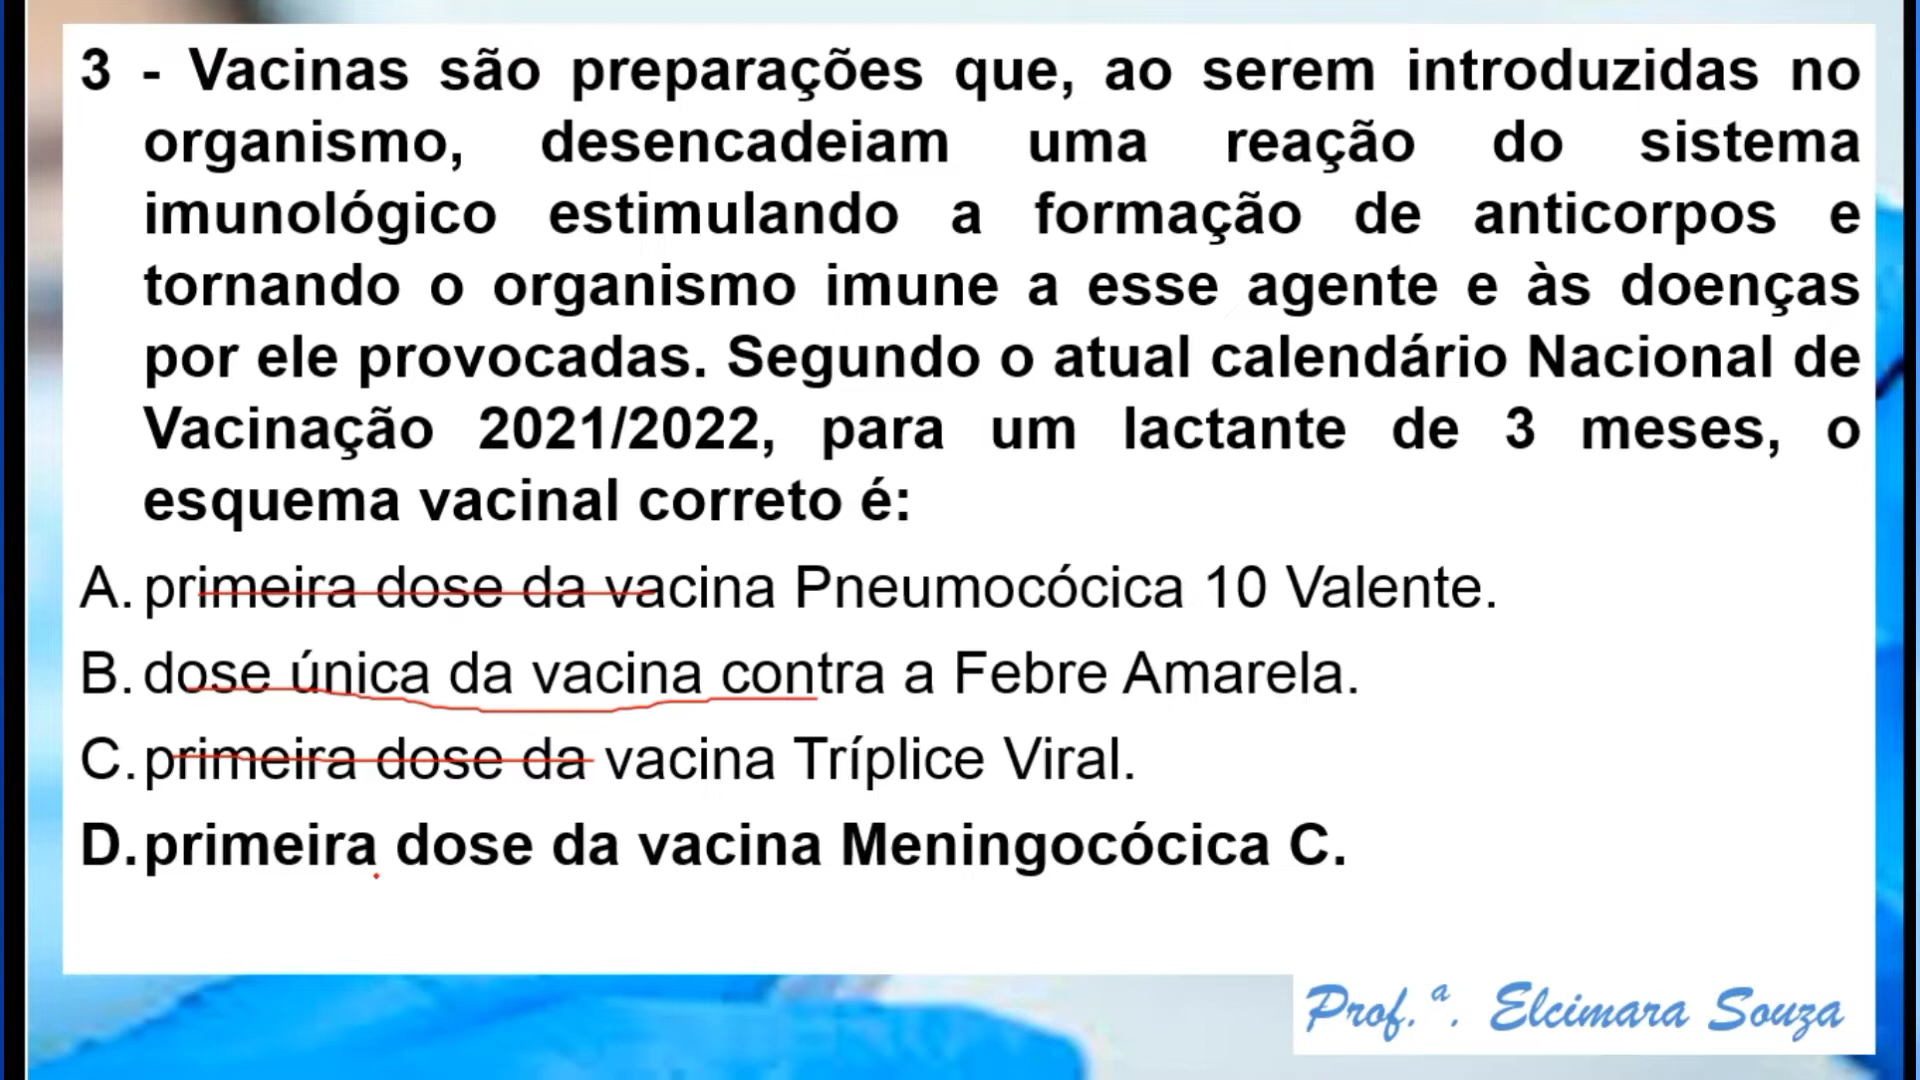 3 - Vacinas são preparações que, ao serem introduzidas no
organismo, desencadeiam uma reação do sistema
imunológico estimulando a formação de anticorpos e
tornando o organismo imune a esse agente e às doenças
por ele provocadas. Segundo o atual calendário Nacional de
Vacinação 2021/2022, para um lactante de 3 meses, o
esquema vacinal correto é:
A. primeira dose da vacina Pneumocócica 10 Valente.
B. dose única da vacina contra a Febre Amarela.
C. primeira dose da vacina Tríplice Viral.
D. primeira dose da vacina Meningocócica C.
Prof.ª. Elcimara Souza